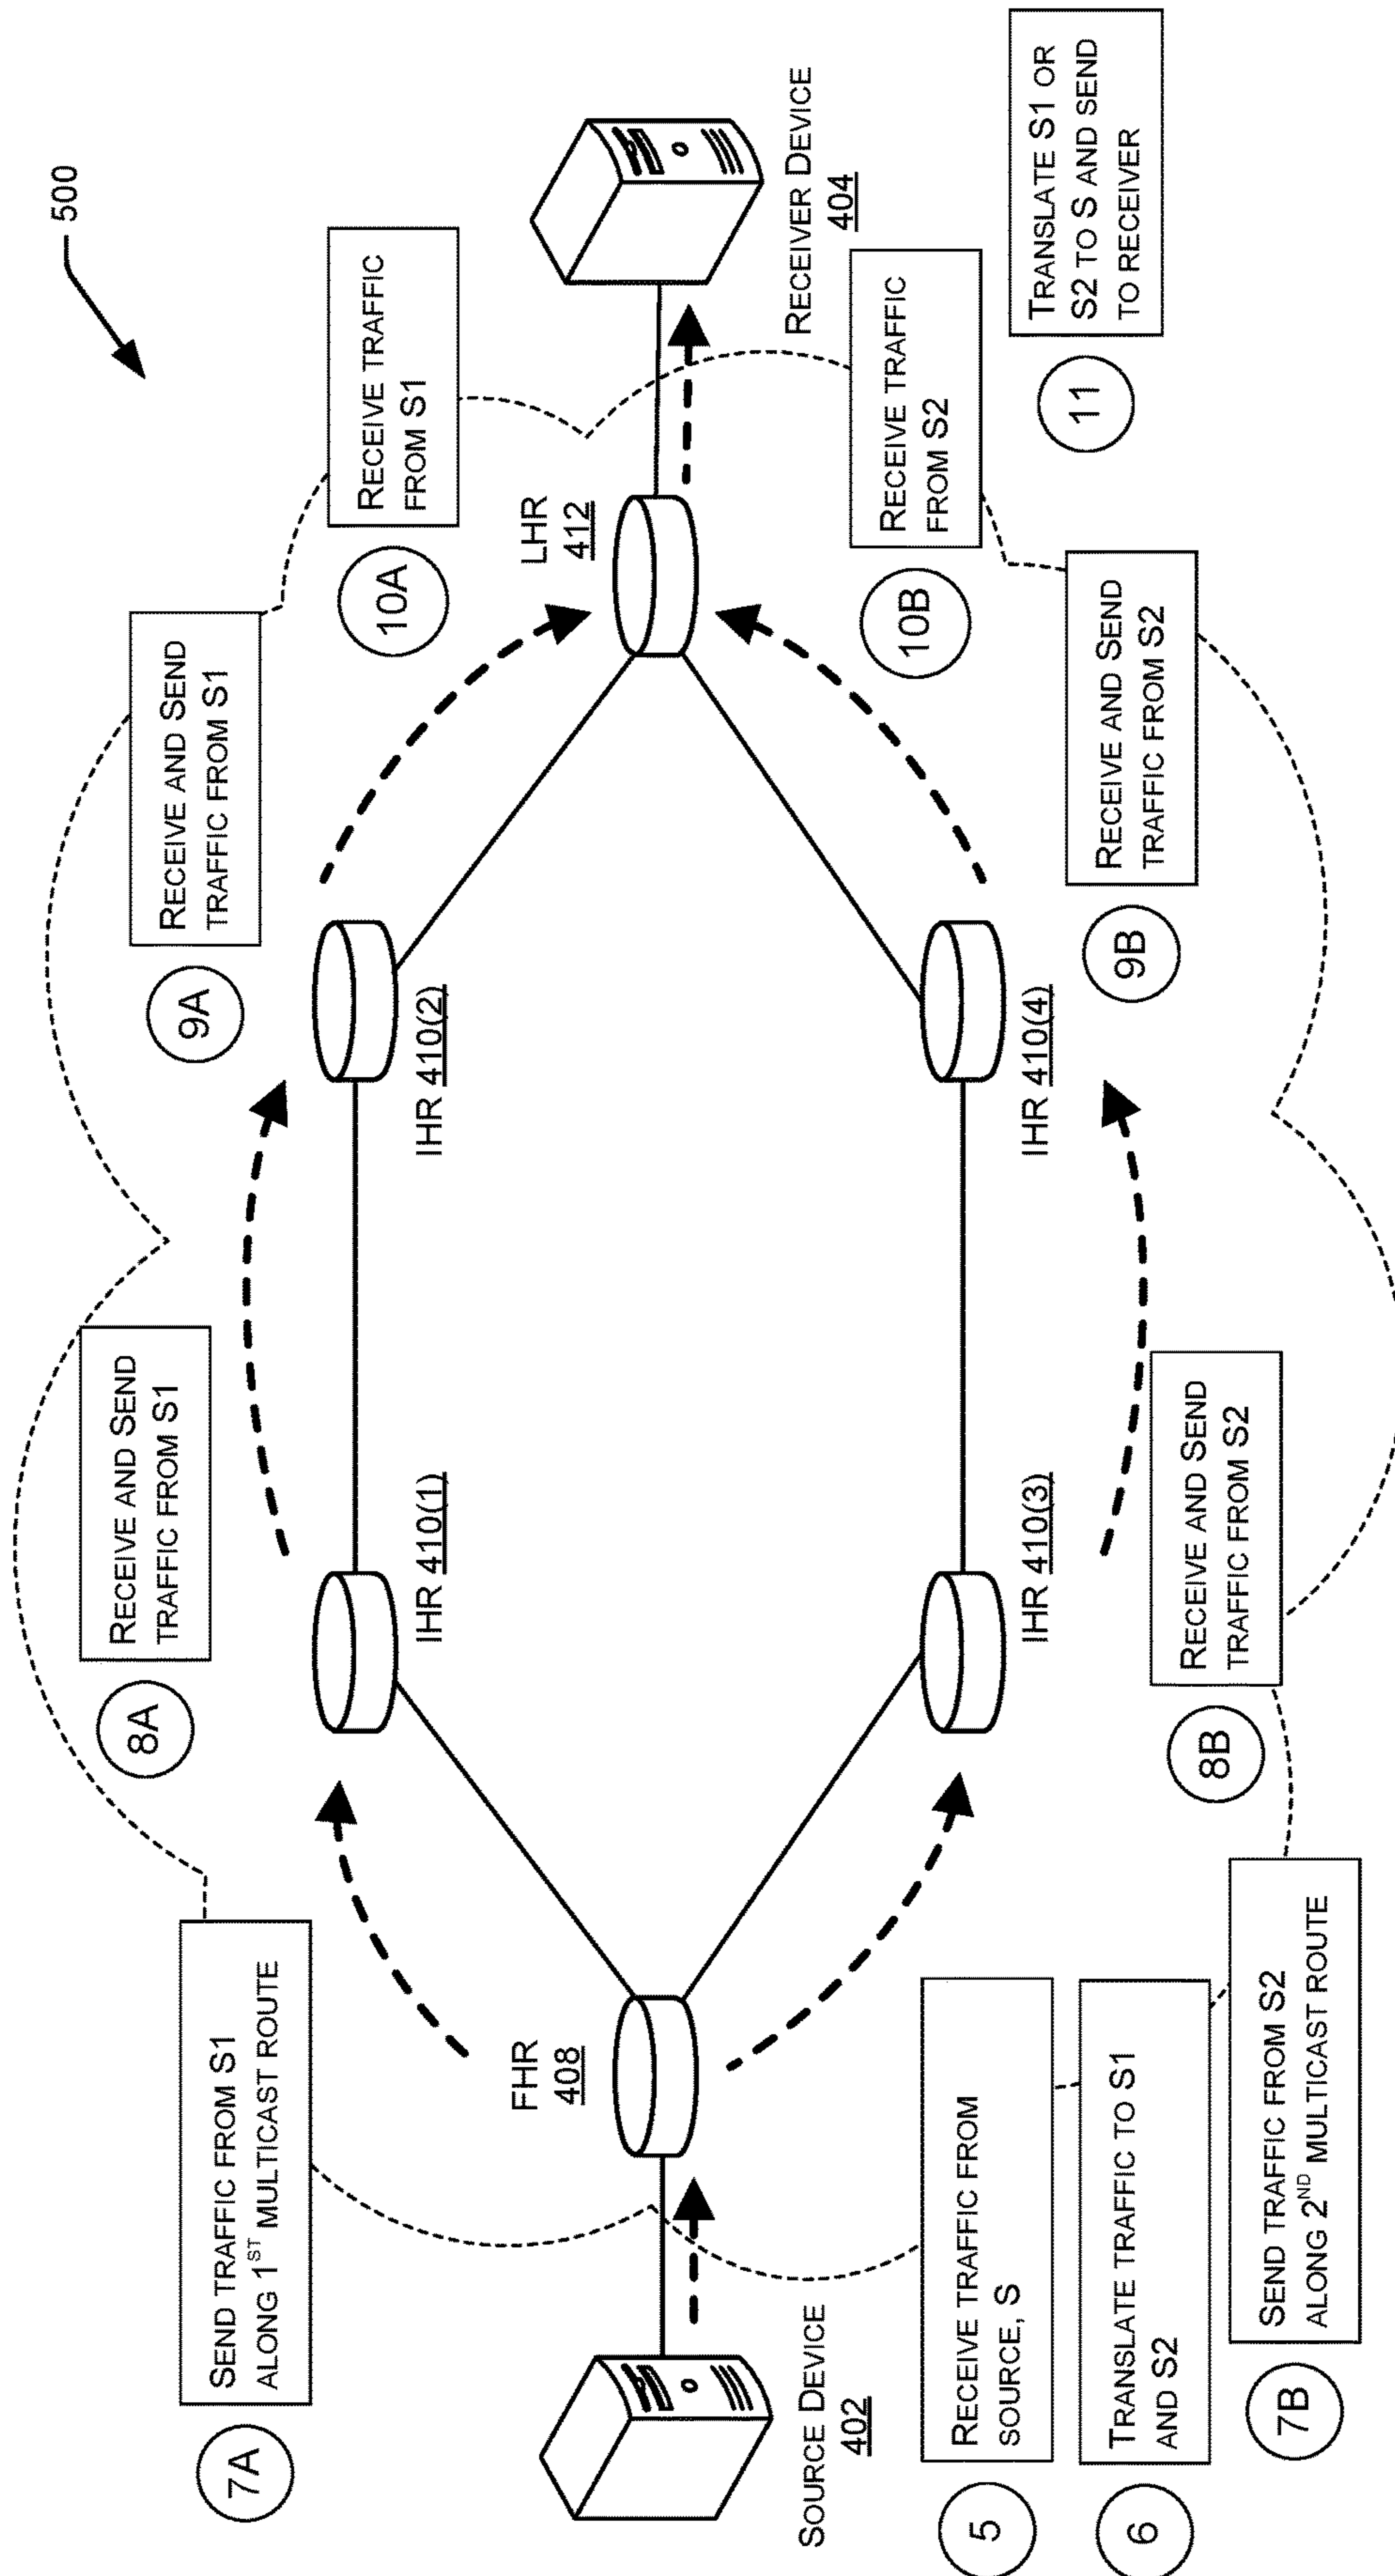 500
SEND TRAFFIC FROM S1
ALONG 1ST MULTICAST ROUTE
7A
RECEIVE AND SEND
TRAFFIC FROM S1
8A
RECEIVE AND SEND
TRAFFIC FROM S1
9A
RECEIVE TRAFFIC
FROM S1
10A
IHR 410(1)
IHR 410(2)
FHR
408
LHR
412
SOURCE DEVICE
402
RECEIVER DEVICE
404
IHR 410(3)
IHR 410(4)
5
RECEIVE TRAFFIC FROM
SOURCE, S
6
TRANSLATE TRAFFIC TO S1
AND S2
7B
SEND TRAFFIC FROM S2
ALONG 2ND MULTICAST ROUTE
8B
RECEIVE AND SEND
TRAFFIC FROM S2
9B
RECEIVE AND SEND
TRAFFIC FROM S2
10B
RECEIVE TRAFFIC
FROM S2
11
TRANSLATE S1 OR
S2 TO S AND SEND
TO RECEIVER